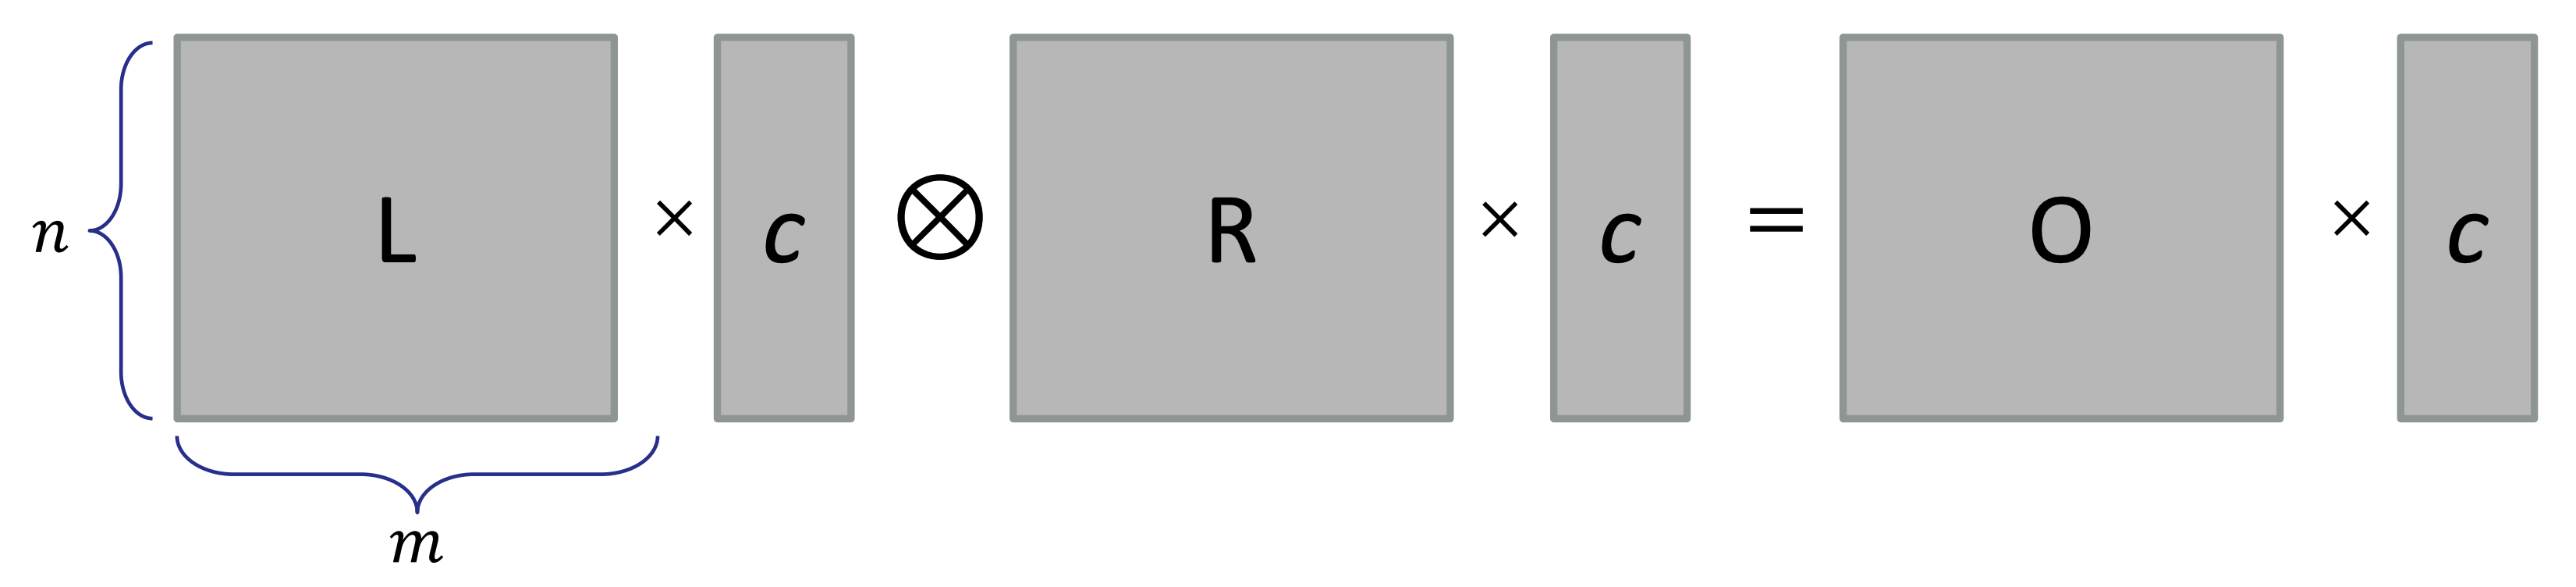 n L × c ⊗ R × c = O × c
m